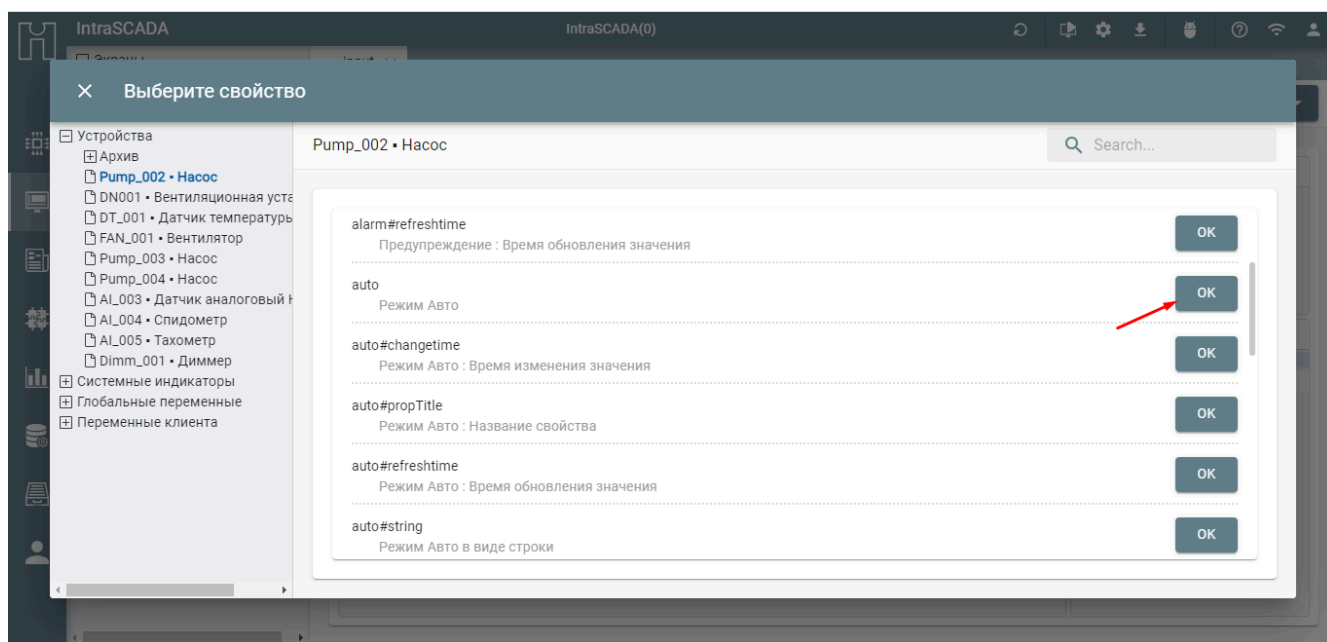 IntraSCADA
IntraSCADA(0)
Экраны
input
Выберите свойство
Устройства
Архив
Pump_002 • Насос
DN001 • Вентиляционная уста
DT_001 • Датчик температуры
FAN_001 • Вентилятор
Pump_003 • Насос
Pump_004 • Насос
AI_003 • Датчик аналоговый Н
AI_004 • Спидометр
AI_005 • Тахометр
Dimm_001 • Диммер
Системные индикаторы
Глобальные переменные
Переменные клиента
Pump_002 • Насос
Search...
alarm#refreshtime
Предупреждение : Время обновления значения
OK
auto
Режим Авто
OK
auto#changetime
Режим Авто : Время изменения значения
OK
auto#propTitle
Режим Авто : Название свойства
OK
auto#refreshtime
Режим Авто : Время обновления значения
OK
auto#string
Режим Авто в виде строки
OK